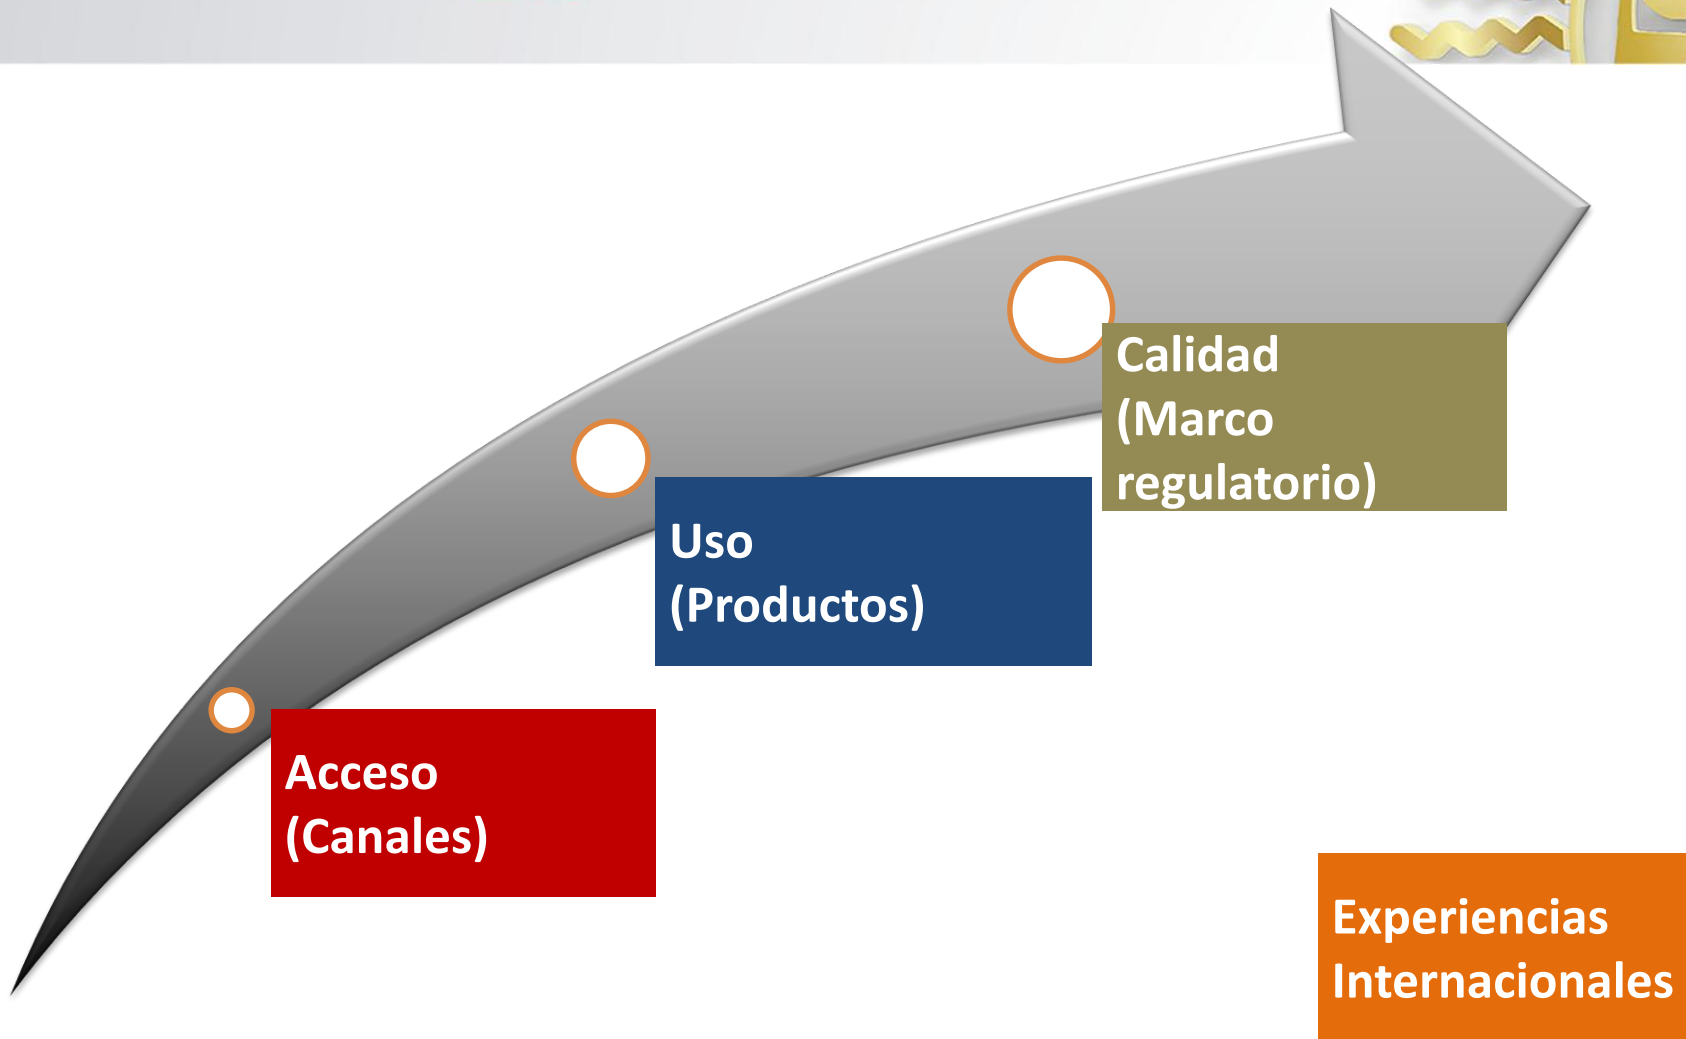 Calidad
(Marco
regulatorio)
Uso
(Productos)
Acceso
(Canales)
Experiencias
Internacionales